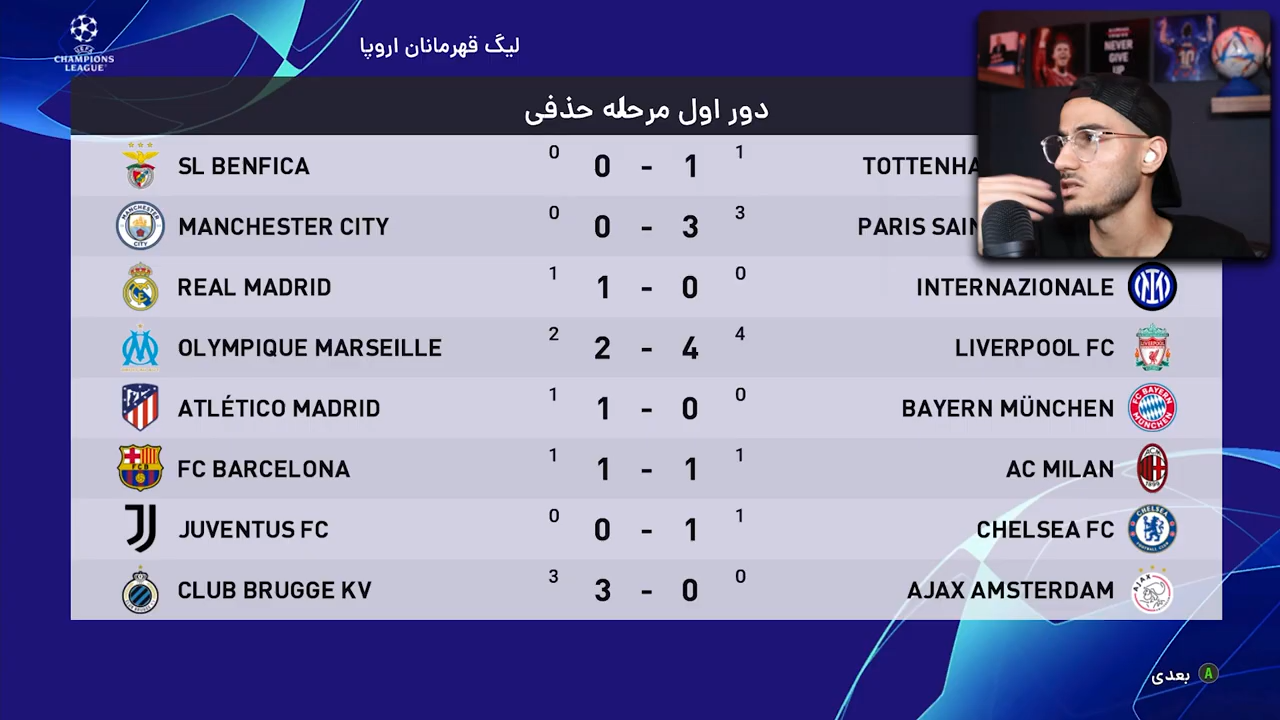 UEFA
CHAMPIONS
LEAGUE
لیگ قهرمانان اروپا
دور اول مرحله حذفی
NEVER
GIVE
UP
10
SL BENFICA 0 0 - 1 1
MANCHESTER CITY 0 0 - 3 3
REAL MADRID 1 1 - 0 0 INTERNAZIONALE
OLYMPIQUE MARSEILLE 2 2 - 4 4 LIVERPOOL FC
ATLÉTICO MADRID 1 1 - 0 0 BAYERN MÜNCHEN
FC BARCELONA 1 1 - 1 1 AC MILAN
JUVENTUS FC 0 0 - 1 1 CHELSEA FC
CLUB BRUGGE KV 3 3 - 0 0 AJAX AMSTERDAM
بعدی A